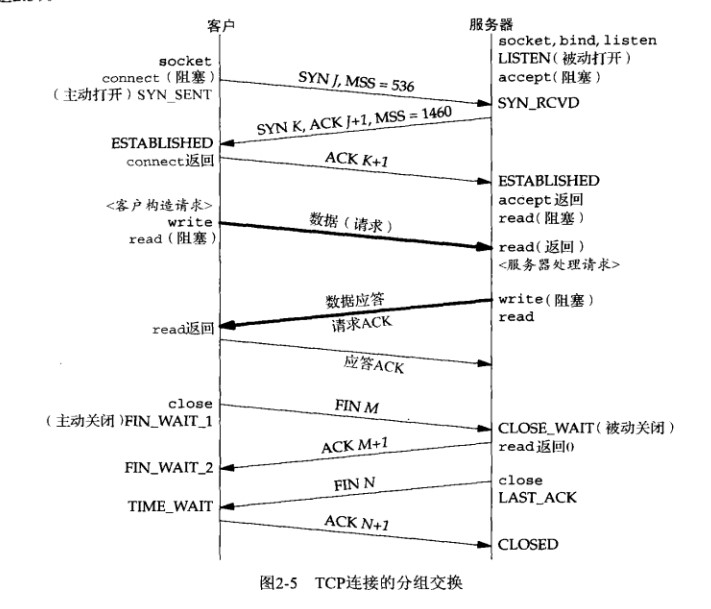 客户
服务器
socket, bind, listen
socket
LISTEN(被动打开)
connect(阻塞)
SYN J, MSS = 536
accept(阻塞)
(主动打开) SYN_SENT
SYN_RCVD
SYN K, ACK J+1, MSS = 1460
ESTABLISHED
connect返回
ACK K+1
ESTABLISHED
accept返回
<客户构造请求>
read(阻塞)
write
数据(请求)
read(阻塞)
read(返回)
<服务器处理请求>
数据应答
write(阻塞)
请求ACK
read
read返回
应答ACK
close
FIN M
(主动关闭)FIN_WAIT_1
CLOSE_WAIT(被动关闭)
ACK M+1
read返回0
FIN_WAIT_2
close
FIN N
LAST_ACK
TIME_WAIT
ACK N+1
CLOSED
图2-5 TCP连接的分组交换